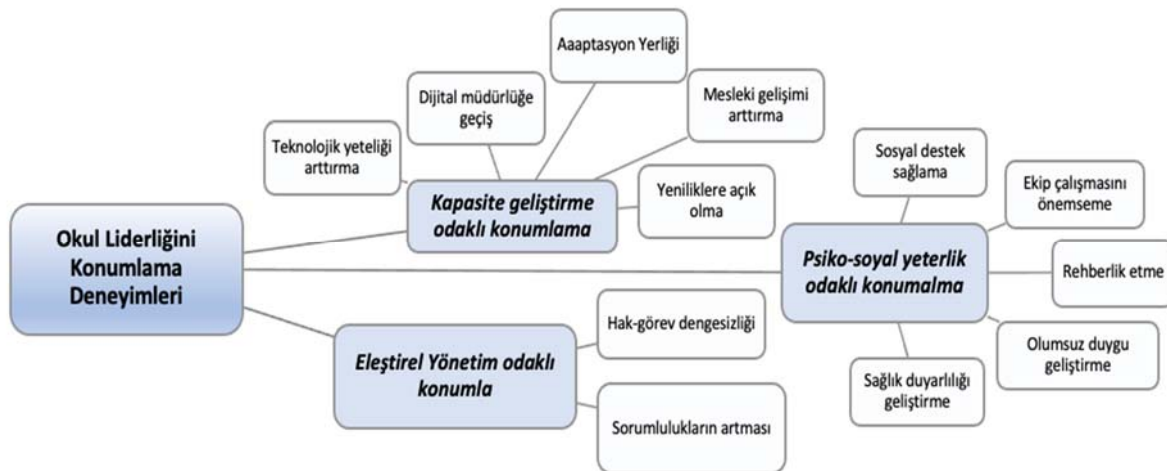 Okul Liderliğini
Konumlama
Deneyimleri
Kapasite geliştirme
odaklı konumlama
Teknolojik yeteliği
arttırma
Dijital müdürlüğe
geçiş
Aaaptasyon Yerliği
Mesleki gelişimi
arttırma
Yeniliklere açık
olma
Psiko-sosyal yeterlik
odaklı konumalma
Sosyal destek
sağlama
Ekip çalışmasını
önemseme
Rehberlik etme
Olumsuz duygu
geliştirme
Sağlık duyarlılığı
geliştirme
Eleştirel Yönetim odaklı
konumla
Hak-görev dengesizliği
Sorumlulukların artması